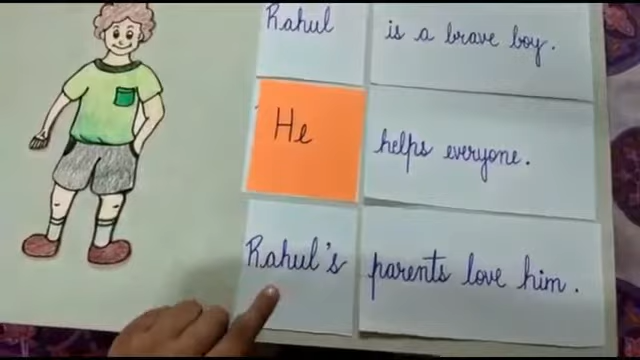 Rahul is a brave boy.
He helps everyone.
Rahul's parents love him.